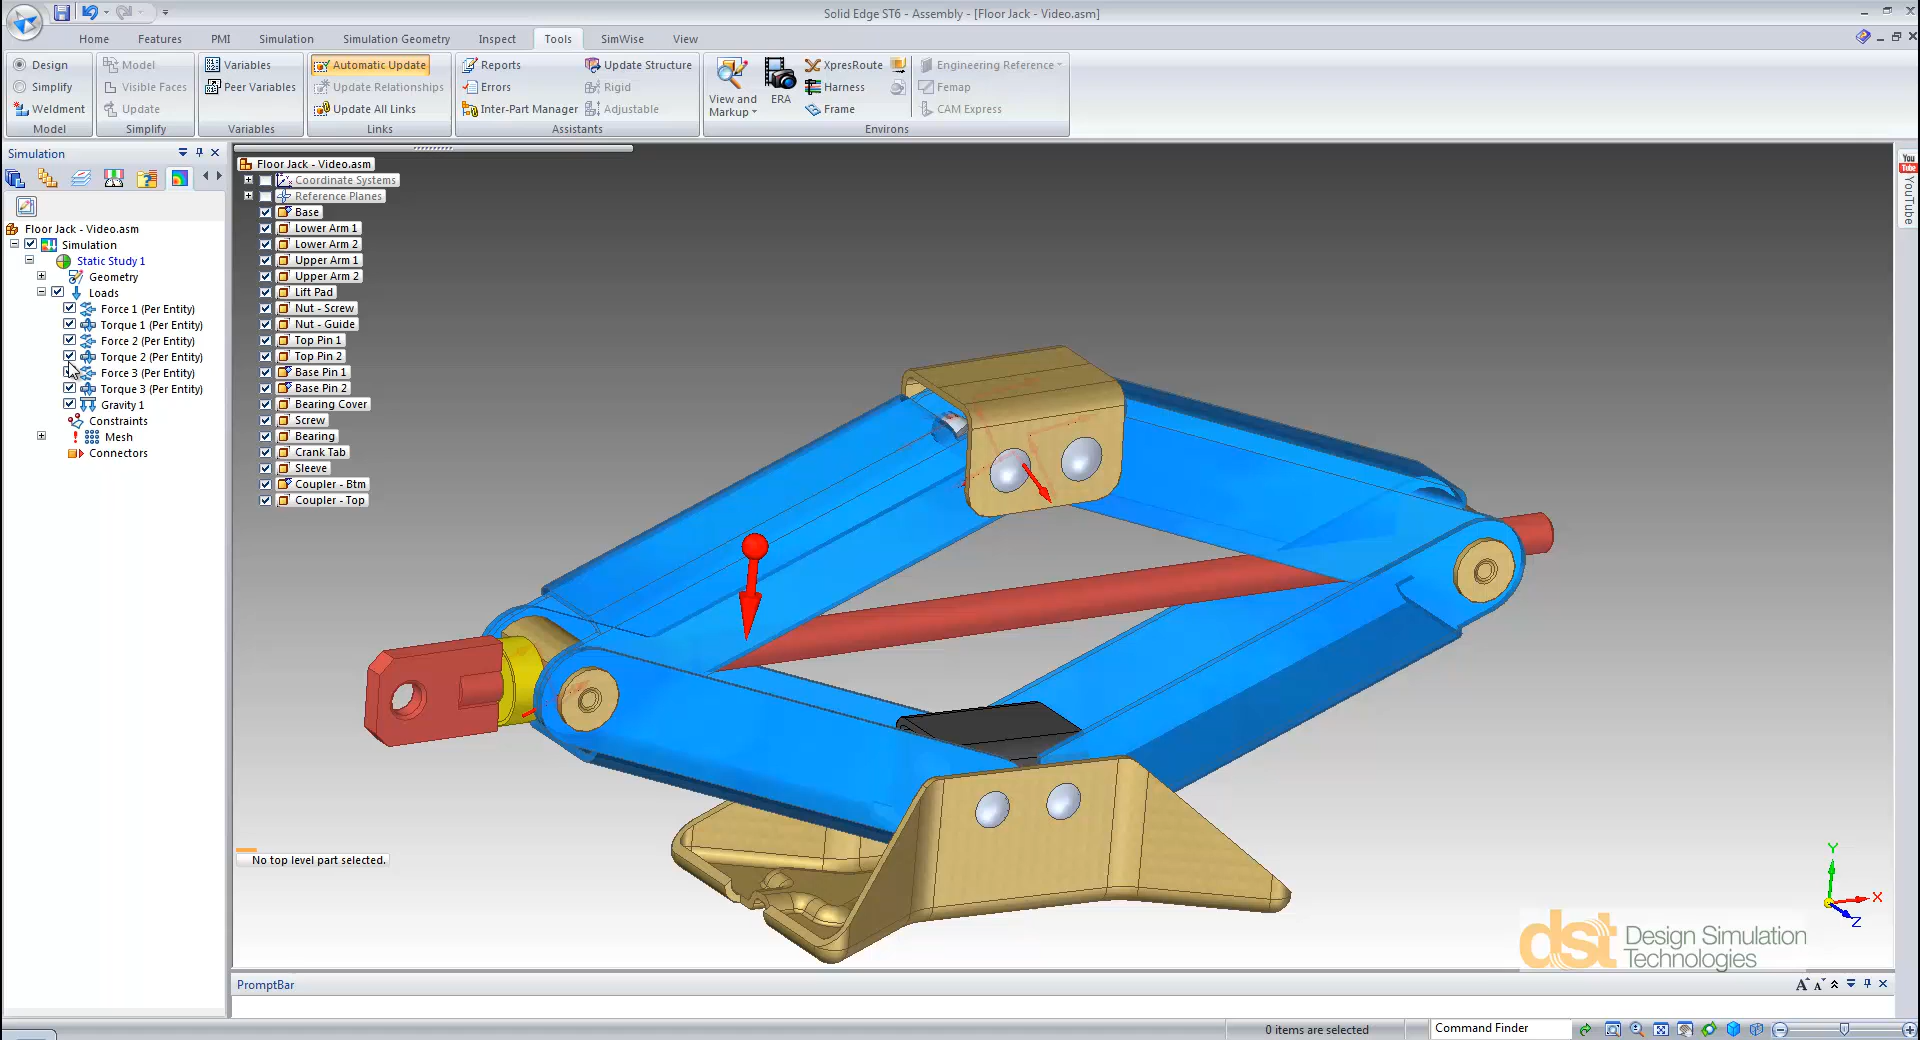 Solid Edge ST6 - Assembly - [Floor Jack - Video.asm]
Home Features PMI Simulation Simulation Geometry Inspect Tools SimWise View
Design
Simplify
Weldment
Model
Model
Visible Faces
Update
Simplify
Variables
Peer Variables
Variables
Automatic Update
Update Relationships
Update All Links
Links
Reports
Errors
Inter-Part Manager
Update Structure
Rigid
Adjustable
Assistants
View and
Markup
ERA
XpresRoute
Harness
Frame
Engineering Reference
Femap
CAM Express
Environs
Simulation
Floor Jack - Video.asm
Simulation
Static Study 1
Geometry
Loads
Force 1 (Per Entity)
Torque 1 (Per Entity)
Force 2 (Per Entity)
Torque 2 (Per Entity)
Force 3 (Per Entity)
Torque 3 (Per Entity)
Gravity 1
Constraints
Mesh
Connectors
Floor Jack - Video.asm
Coordinate Systems
Reference Planes
Base
Lower Arm 1
Lower Arm 2
Upper Arm 1
Upper Arm 2
Lift Pad
Nut - Screw
Nut - Guide
Top Pin 1
Top Pin 2
Base Pin 1
Base Pin 2
Bearing Cover
Screw
Bearing
Crank Tab
Sleeve
Coupler - Btm
Coupler - Top
No top level part selected.
You
Tube
YouTube
Y
X
Z
dst Design Simulation
Technologies
PromptBar
A A
0 items are selected
Command Finder